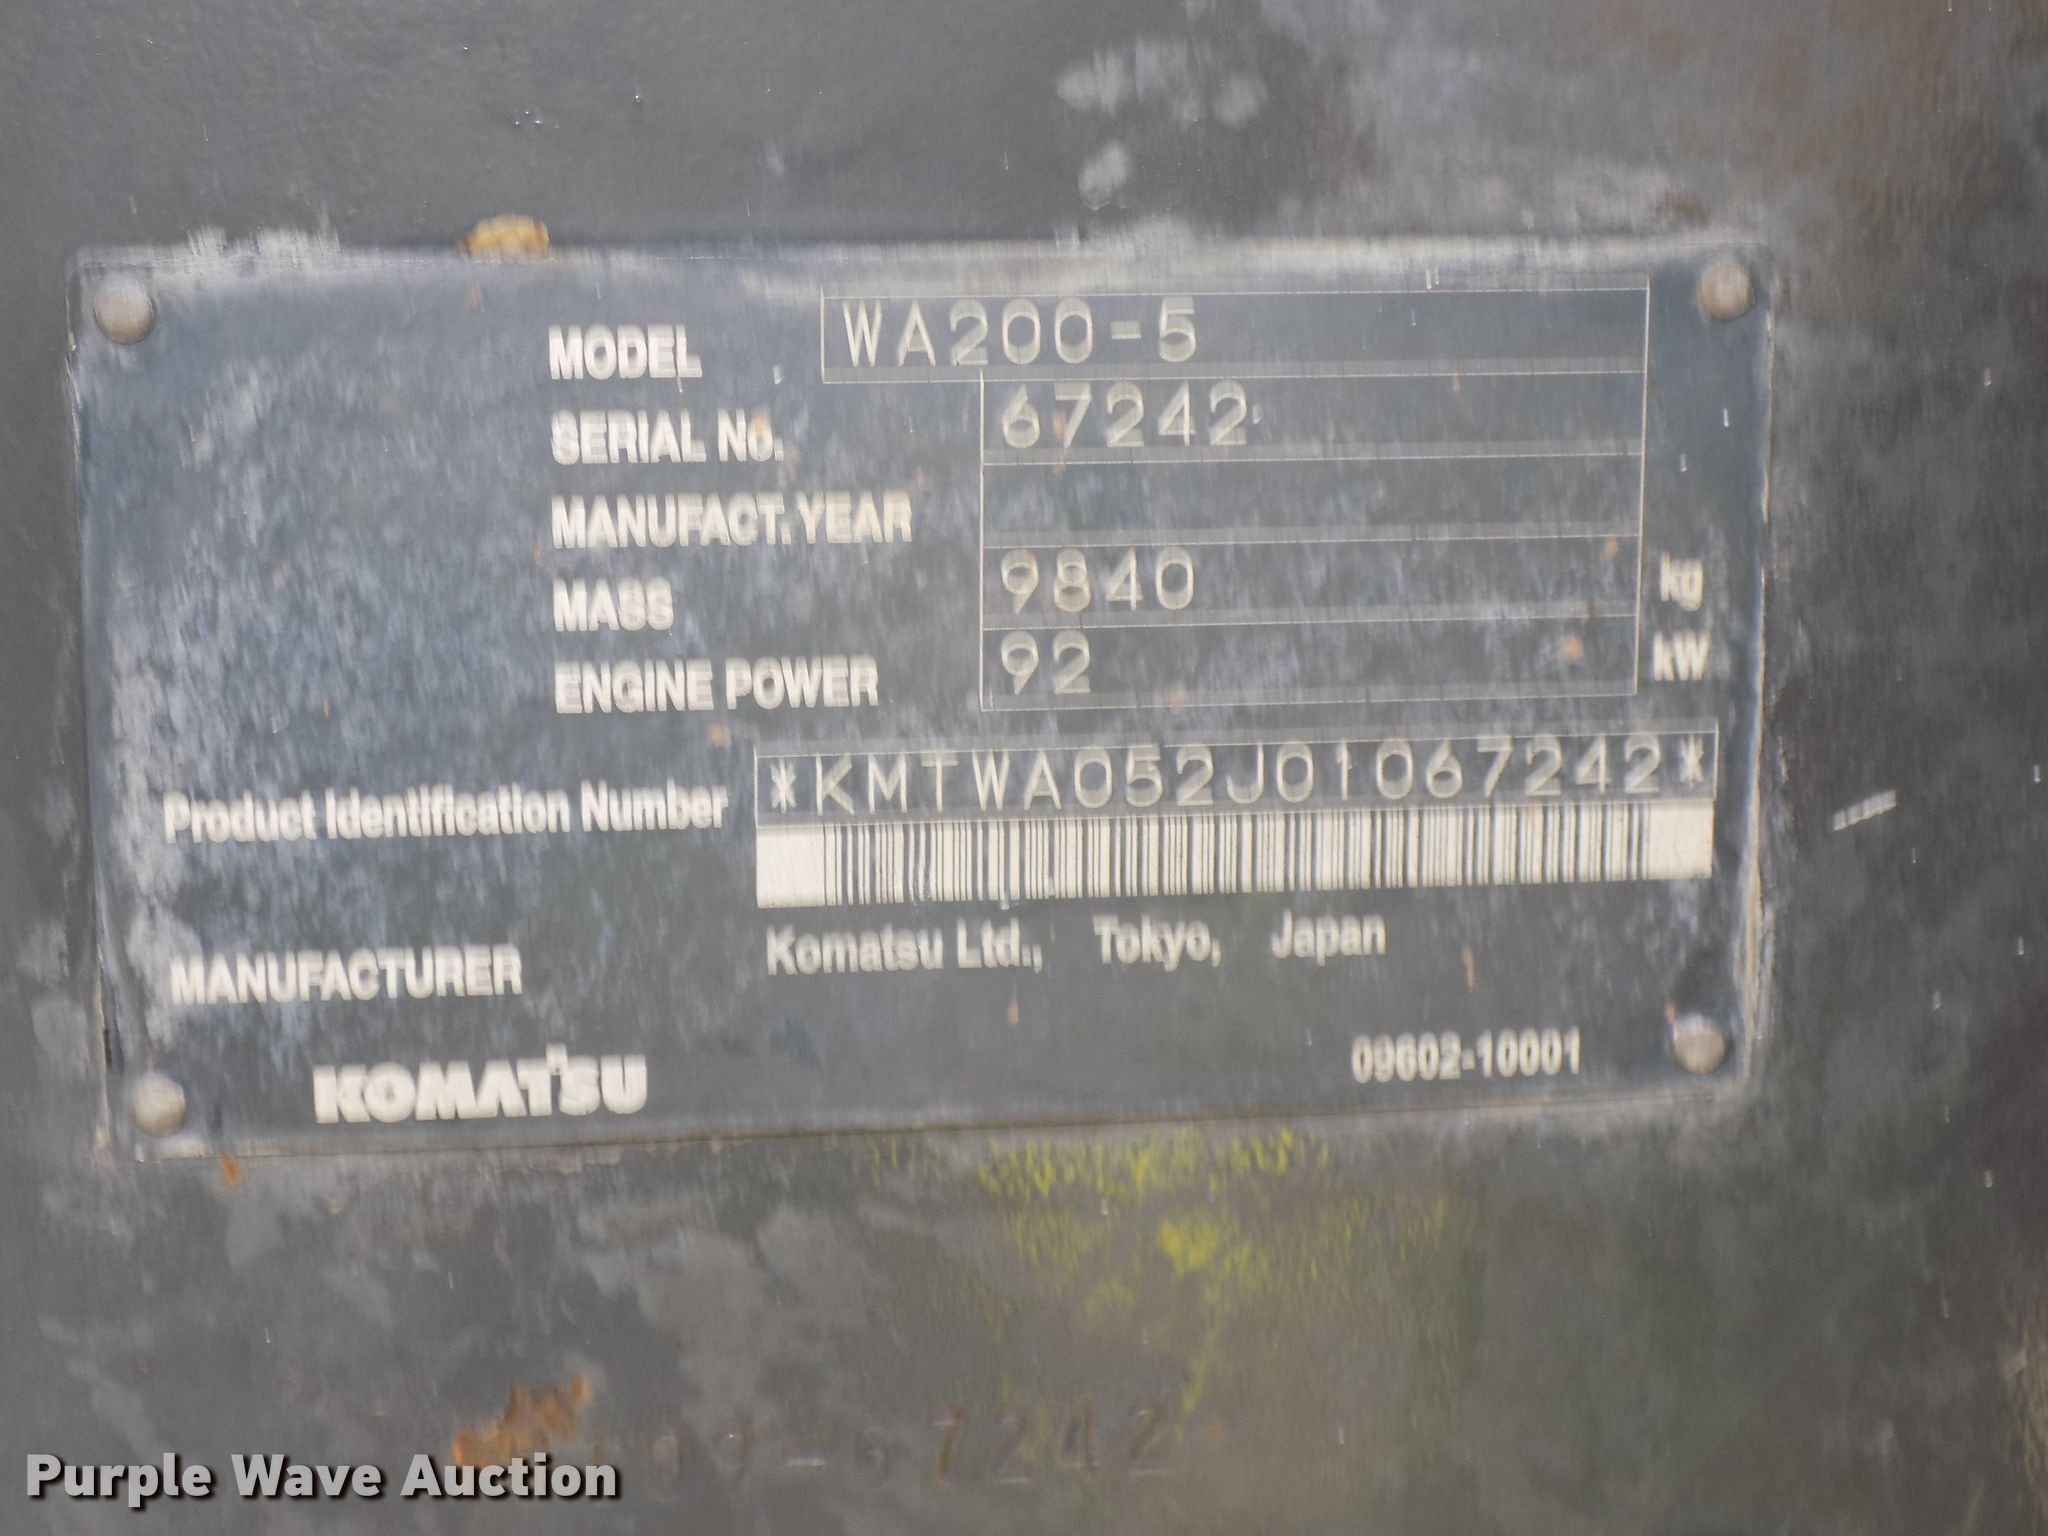 MODEL WA200-5
SERIAL No. 67242
MANUFACT. YEAR
MASS 9840 kg
ENGINE POWER 92 kW
Product Identification Number *KMTWA052J01067242*
MANUFACTURER Komatsu Ltd., Tokyo, Japan
KOMATSU 09602-10001
7242
Purple Wave Auction